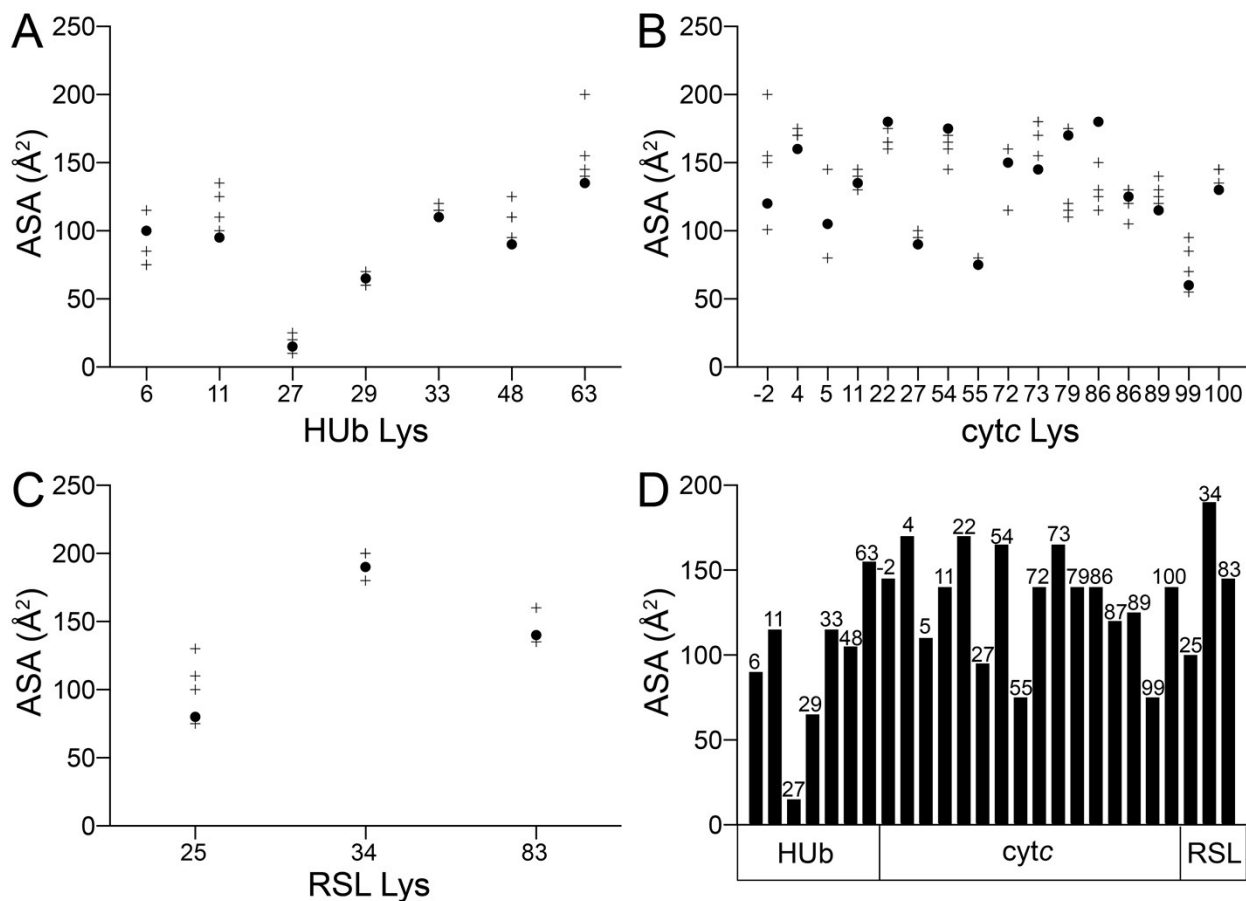 A
ASA (Å²)
250
200
150
100
50
0
6 11 27 29 33 48 63
HUb Lys
B
ASA (Å²)
250
200
150
100
50
0
-2 4 5 11 22 27 54 55 72 73 79 86 86 89 99 100
cytc Lys
C
ASA (Å²)
250
200
150
100
50
0
25 34 83
RSL Lys
D
ASA (Å²)
200
150
100
50
0
6 11 27 29 33 48 63 -2 4 5 11 22 27 54 55 72 73 79 86 87 89 99 100 25 34 83
HUb cytc RSL